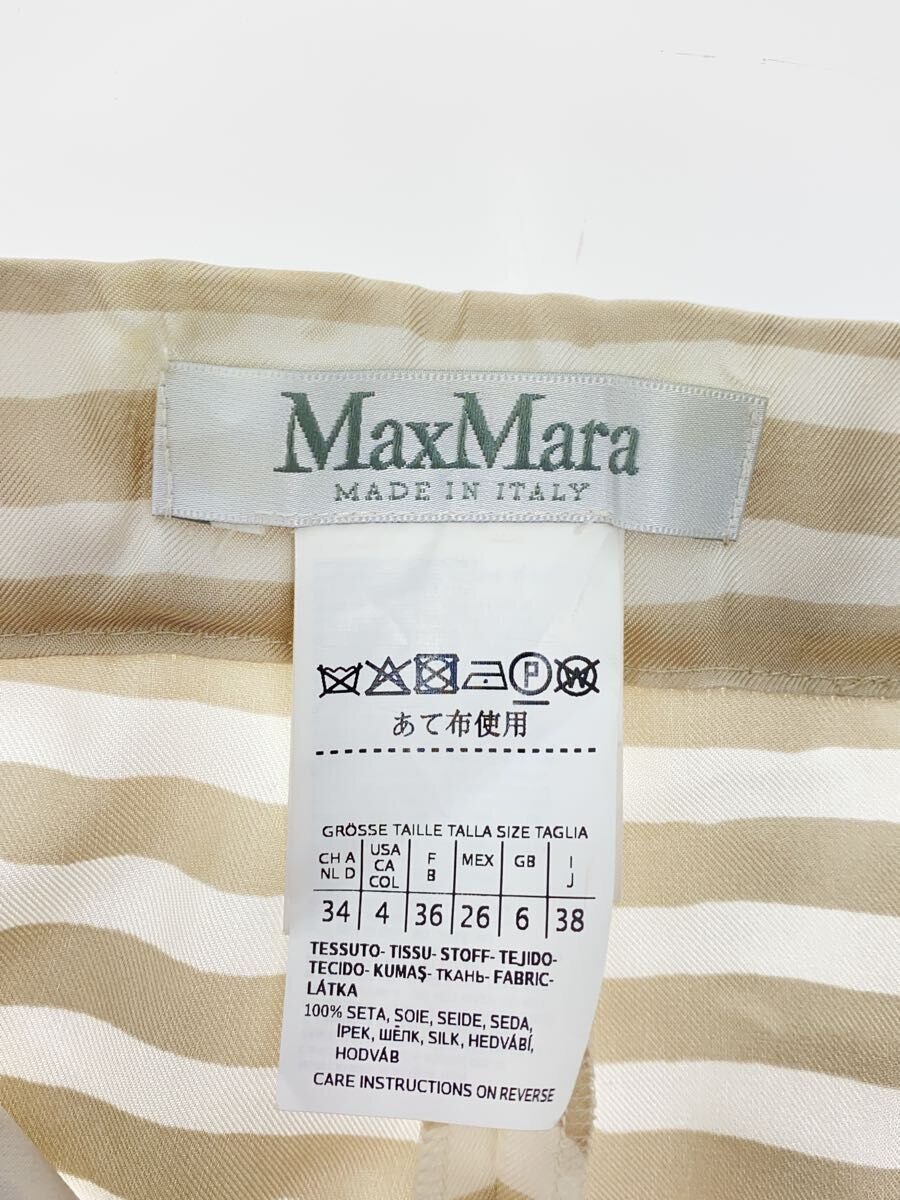 MaxMara
MADE IN ITALY
P W
あて布使用
GRÖSSE TAILLE TALLA SIZE TAGLIA
CH A NL D USA CA COL F B MEX GB I J
34 4 36 26 6 38
TESSUTO- TISSU- STOFF- TEJIDO-
TECIDO- KUMAŞ- ТКАНЬ- FABRIC-
LÁTKA
100% SETA, SOIE, SEIDE, SEDA,
İPEK, ШЁЛК, SILK, HEDVÁBÍ,
HODVÁB
CARE INSTRUCTIONS ON REVERSE